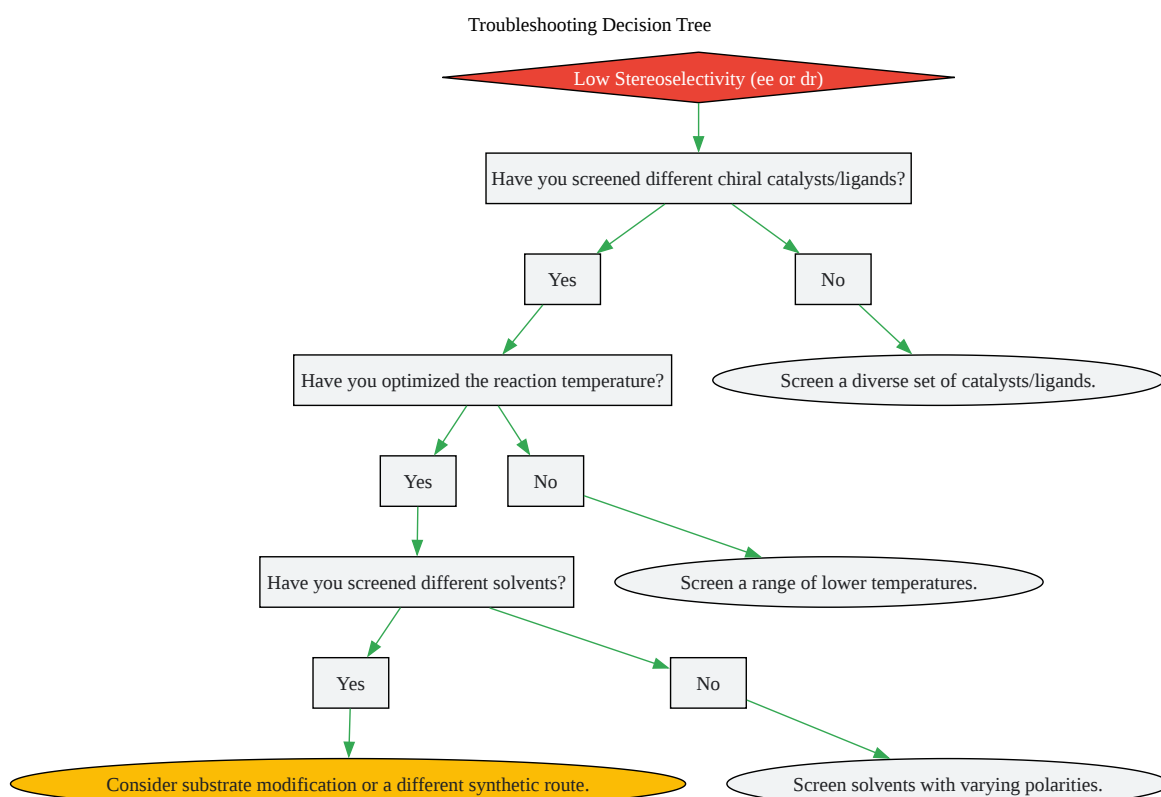 Troubleshooting Decision Tree
Low Stereoselectivity (ee or dr)
Have you screened different chiral catalysts/ligands?
Yes
No
Have you optimized the reaction temperature?
Screen a diverse set of catalysts/ligands.
Yes
No
Have you screened different solvents?
Screen a range of lower temperatures.
Yes
No
Consider substrate modification or a different synthetic route.
Screen solvents with varying polarities.